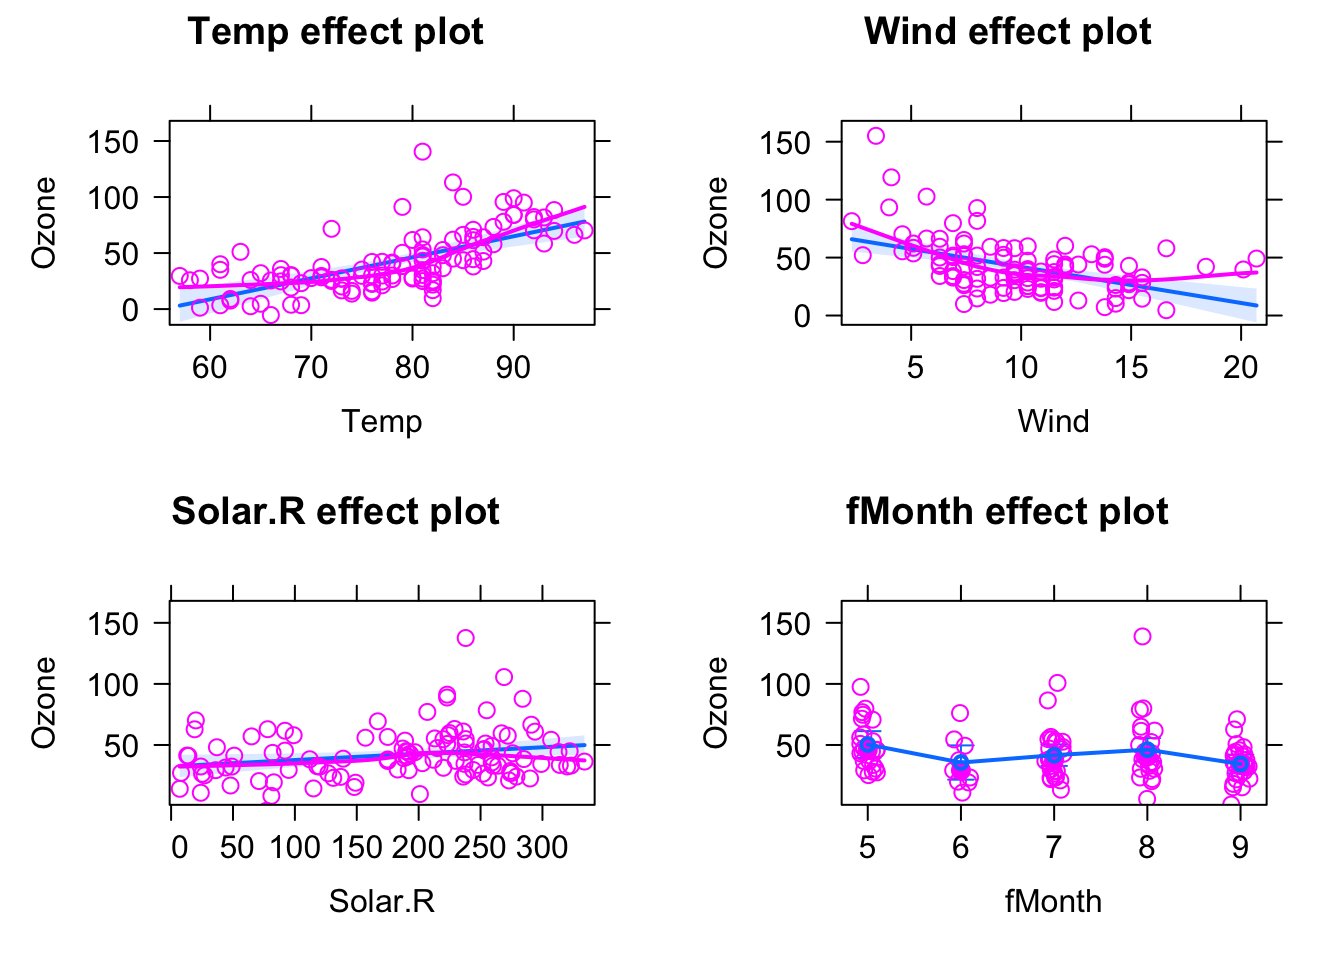 Temp effect plot
Ozone
150
100
50
0
60 70 80 90
Temp
Wind effect plot
Ozone
150
100
50
0
5 10 15 20
Wind
Solar.R effect plot
Ozone
150
100
50
0 50 100 150 200 250 300
Solar.R
fMonth effect plot
Ozone
150
100
50
5 6 7 8 9
fMonth